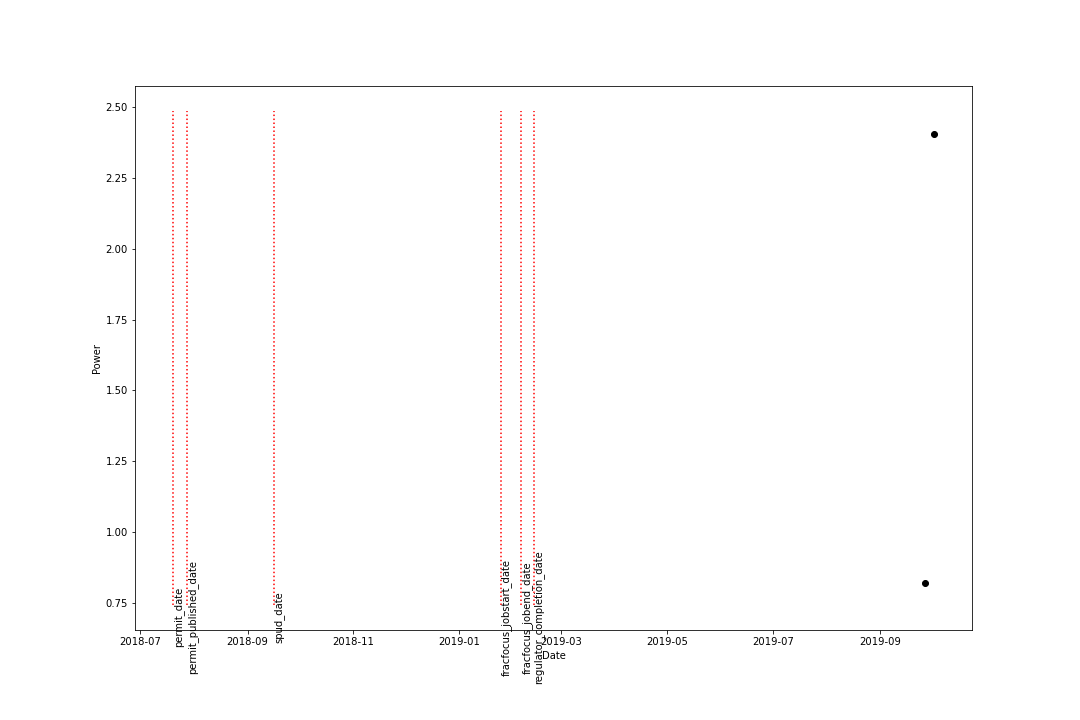 2.50
2.25
2.00
1.75
1.50
1.25
1.00
0.75
Power
permit_date
permit_published_date
spud_date
fracfocus_jobstart_date
fracfocus_jobend_date
regulator_completion_date
2018-07
2018-09
2018-11
2019-01
2019-03
2019-05
2019-07
2019-09
Date